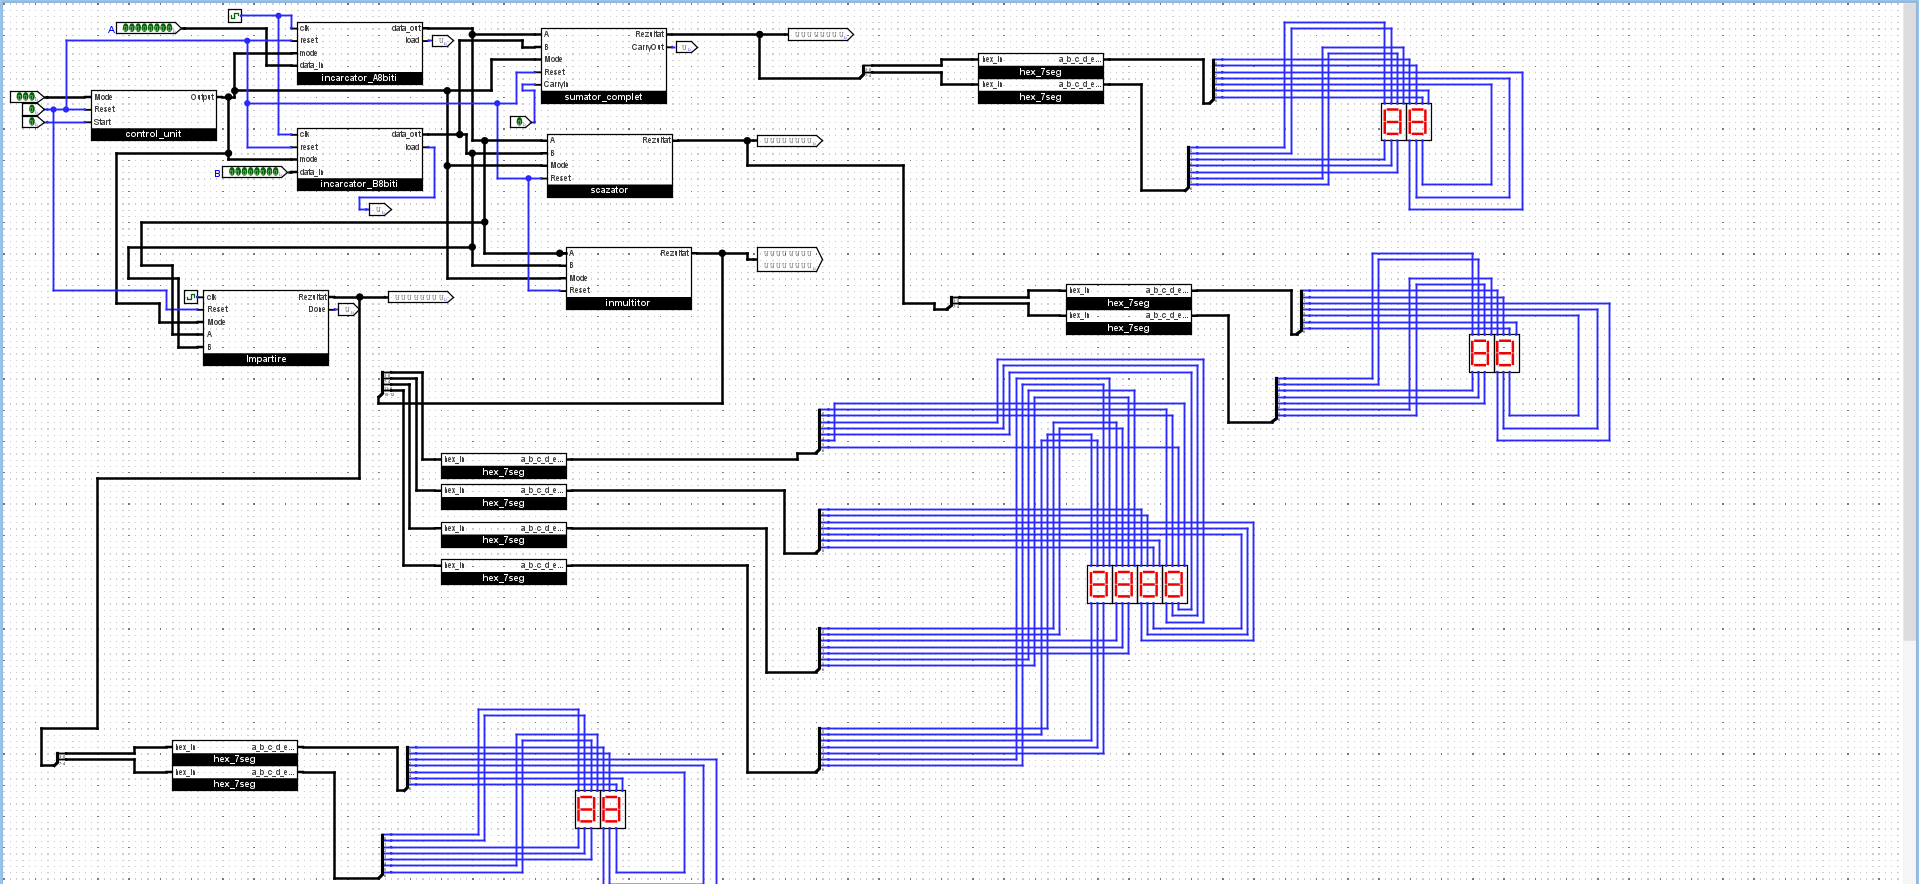 A
clk
reset
mode
data_in
data_out
load
incarcator_A8biti
A
B
Mode
Reset
CarryIn
Rezultat
CarryOut
sumator_complet
hex_in
a_b_c_d_e...
hex_7seg
hex_in
a_b_c_d_e...
hex_7seg
Mode
Reset
Start
Output
control_unit
clk
reset
mode
data_in
data_out
load
incarcator_B8biti
B
A
B
Mode
Reset
Rezultat
scazator
A
B
Mode
Reset
Rezultat
inmultitor
clk
Reset
Mode
A
B
Rezultat
Done
Impartire
hex_in
a_b_c_d_e...
hex_7seg
hex_in
a_b_c_d_e...
hex_7seg
hex_in
a_b_c_d_e...
hex_7seg
hex_in
a_b_c_d_e...
hex_7seg
hex_in
a_b_c_d_e...
hex_7seg
hex_in
a_b_c_d_e...
hex_7seg
hex_in
a_b_c_d_e...
hex_7seg
hex_in
a_b_c_d_e...
hex_7seg